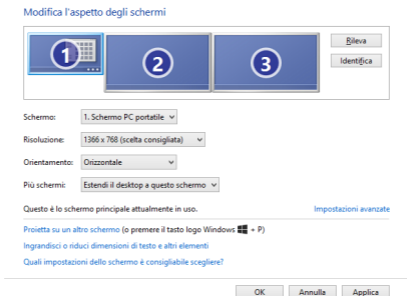 Modifica l'aspetto degli schermi
1
2
3
Rileva
Identifica
Schermo: 1. Schermo PC portatile
Risoluzione: 1366 x 768 (scelta consigliata)
Orientamento: Orizzontale
Più schermi: Estendi il desktop a questo schermo
Questo è lo schermo principale attualmente in uso. Impostazioni avanzate
Proietta su un altro schermo (o premere il tasto logo Windows + P)
Ingrandisci o riduci dimensioni di testo e altri elementi
Quali impostazioni dello schermo è consigliabile scegliere?
OK Annulla Applica